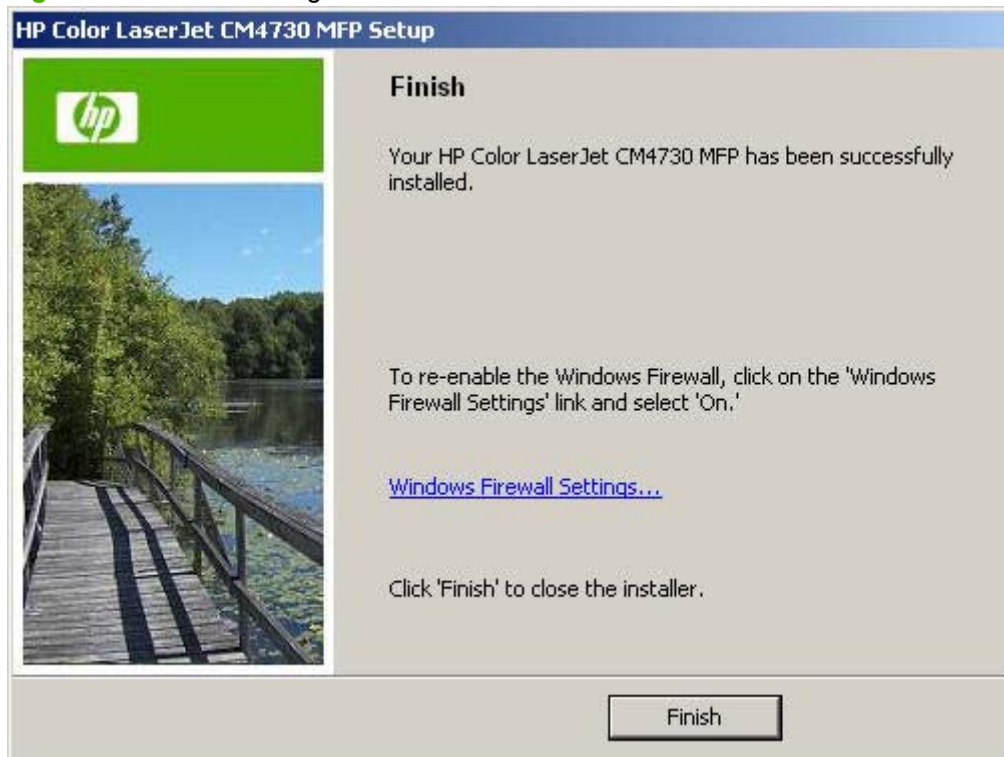 HP Color LaserJet CM4730 MFP Setup
hp
Finish
Your HP Color LaserJet CM4730 MFP has been successfully
installed.
To re-enable the Windows Firewall, click on the 'Windows
Firewall Settings' link and select 'On.'
Windows Firewall Settings...
Click 'Finish' to close the installer.
Finish